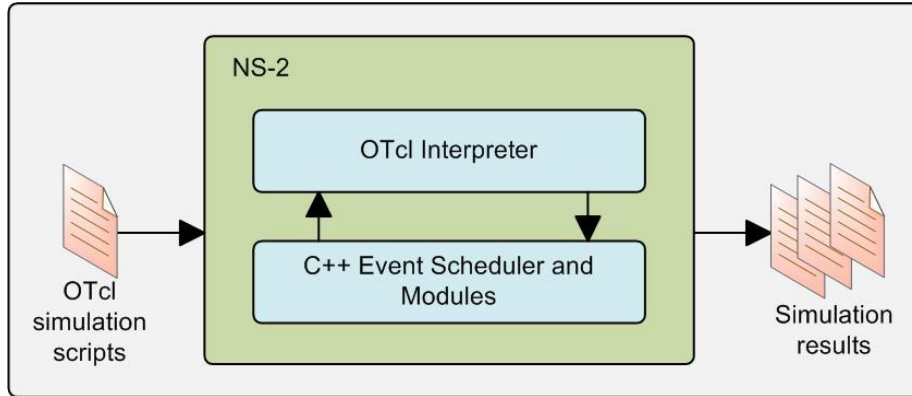 NS-2
OTcl Interpreter
C++ Event Scheduler and
Modules
OTcl
simulation
scripts
Simulation
results